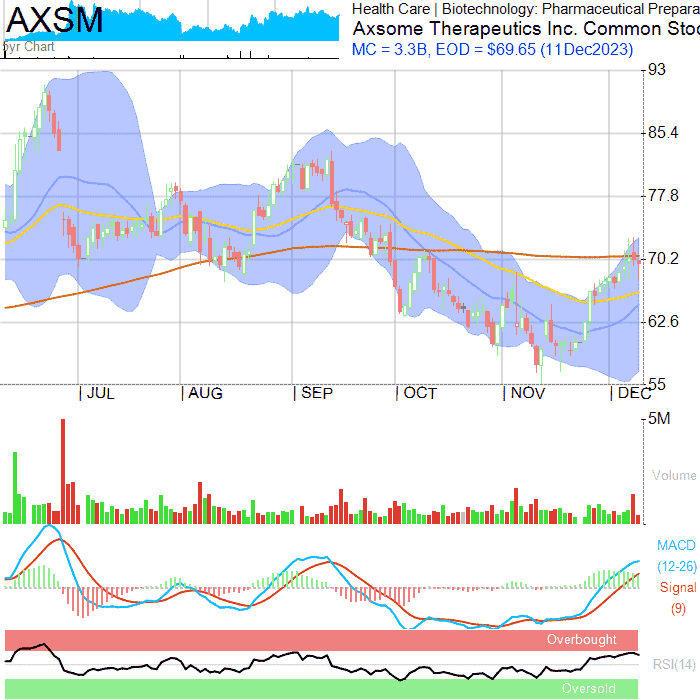 AXSM
5yr Chart
Health Care | Biotechnology: Pharmaceutical Prepara
Axsome Therapeutics Inc. Common Stoc
MC = 3.3B, EOD = $69.65 (11Dec2023)
93
85.4
77.8
70.2
62.6
55
JUL
AUG
SEP
OCT
NOV
DEC
5M
Volume
MACD
(12-26)
Signal
(9)
Overbought
RSI(14)
Oversold